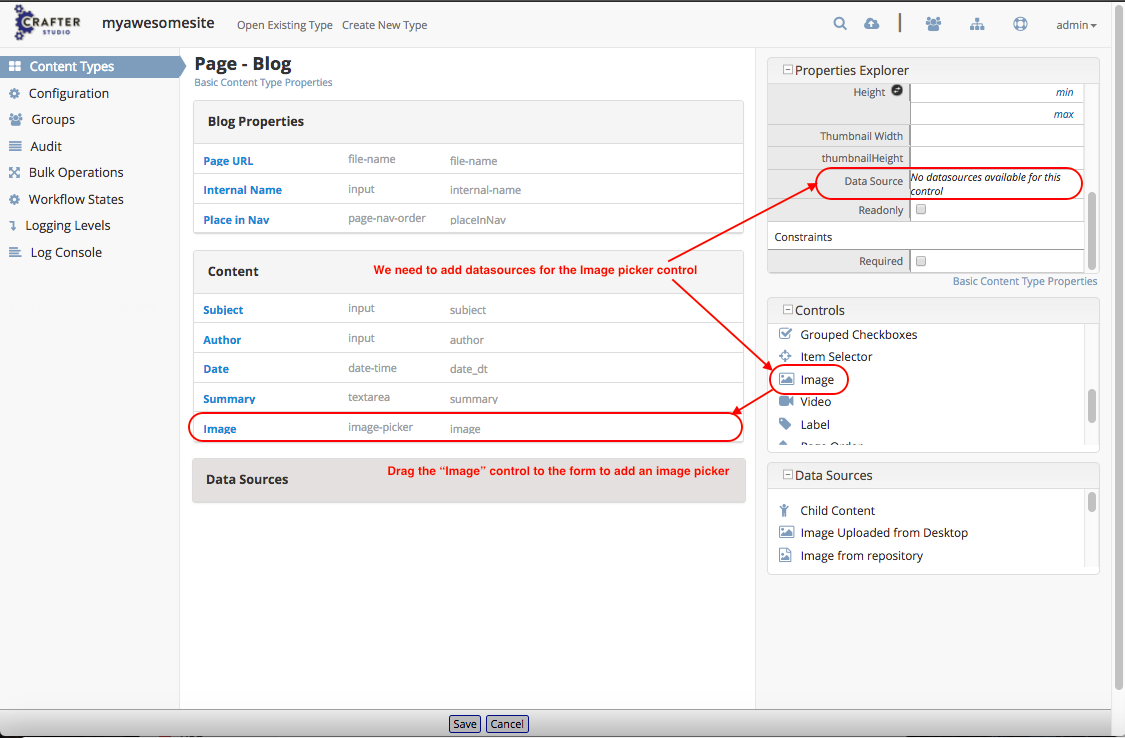 CRAFTER
STUDIO
myawesomesite
Open Existing Type
Create New Type
admin
Content Types
Configuration
Groups
Audit
Bulk Operations
Workflow States
Logging Levels
Log Console
Page - Blog
Basic Content Type Properties
Blog Properties
Page URL file-name file-name
Internal Name input internal-name
Place in Nav page-nav-order placeInNav
Content
We need to add datasources for the Image picker control
Subject input subject
Author input author
Date date-time date_dt
Summary textarea summary
Image image-picker image
Data Sources
Drag the “Image” control to the form to add an image picker
Properties Explorer
Height min
max
Thumbnail Width
thumbnailHeight
Data Source No datasources available for this
control
Readonly
Constraints
Required
Basic Content Type Properties
Controls
Grouped Checkboxes
Item Selector
Image
Video
Label
Page Order
Data Sources
Child Content
Image Uploaded from Desktop
Image from repository
Save Cancel